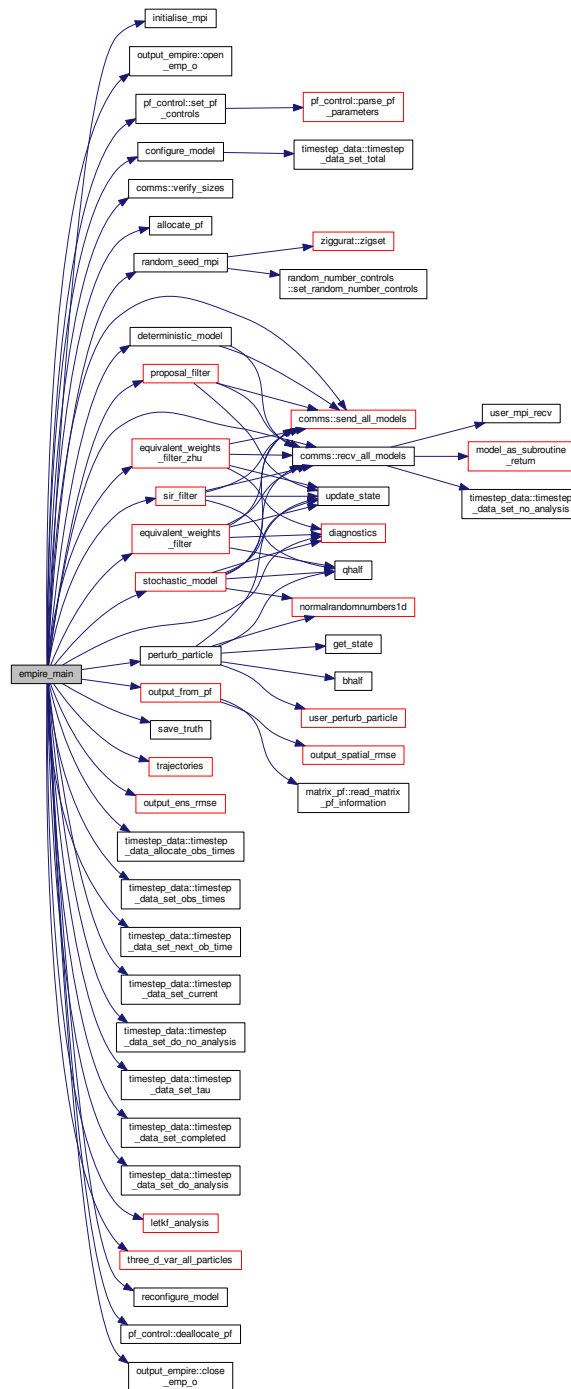 initialise_mpi
output_empire::open
_emp_o
pf_control::set_pf
_controls
pf_control::parse_pf
_parameters
configure_model
timestep_data::timestep
_data_set_total
comms::verify_sizes
allocate_pf
random_seed_mpi
ziggurat::zigset
random_number_controls
::set_random_number_controls
deterministic_model
proposal_filter
comms::send_all_models
user_mpi_recv
equivalent_weights
_filter_zhu
comms::recv_all_models
model_as_subroutine
_return
sir_filter
update_state
timestep_data::timestep
_data_set_no_analysis
equivalent_weights
_filter
diagnostics
stochastic_model
qhalf
normalrandomnumbers1d
perturb_particle
get_state
empire_main
bhalf
output_from_pf
user_perturb_particle
save_truth
output_spatial_rmse
trajectories
matrix_pf::read_matrix
_pf_information
output_ens_rmse
timestep_data::timestep
_data_allocate_obs_times
timestep_data::timestep
_data_set_obs_times
timestep_data::timestep
_data_set_next_ob_time
timestep_data::timestep
_data_set_current
timestep_data::timestep
_data_set_do_no_analysis
timestep_data::timestep
_data_set_tau
timestep_data::timestep
_data_set_completed
timestep_data::timestep
_data_set_do_analysis
letkf_analysis
three_d_var_all_particles
reconfigure_model
pf_control::deallocate_pf
output_empire::close
_emp_o